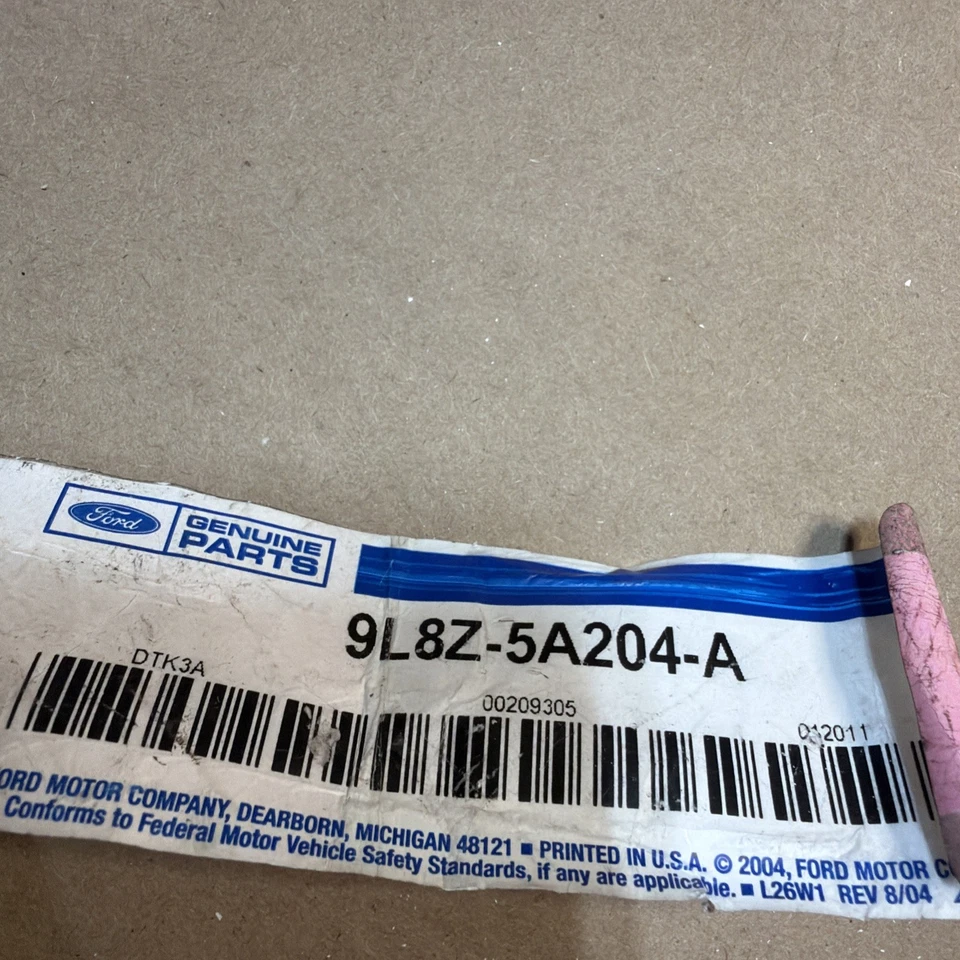 Ford GENUINE PARTS
9L8Z-5A204-A
DTK3A 00209305 012011
FORD MOTOR COMPANY, DEARBORN, MICHIGAN 48121 ■ PRINTED IN U.S.A. © 2004, FORD MOTOR
Conforms to Federal Motor Vehicle Safety Standards, if any are applicable. ■ L26W1 REV 8/04